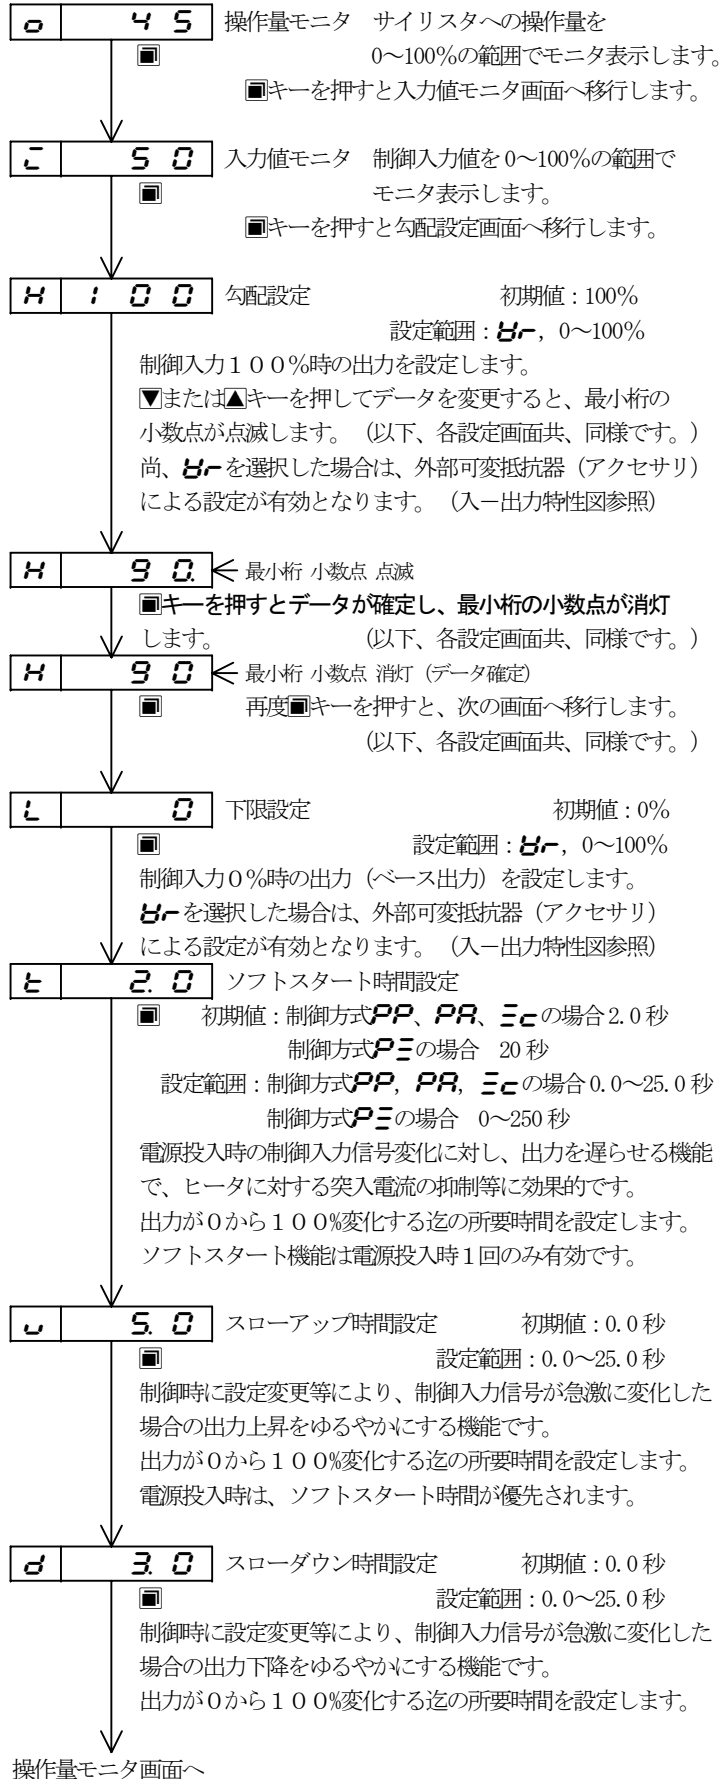 o 45 操作量モニタ サイリスタへの操作量を
0～100%の範囲でモニタ表示します。
キーを押すと入力値モニタ画面へ移行します。
50 入力値モニタ 制御入力値を0～100%の範囲で
モニタ表示します。
キーを押すと勾配設定画面へ移行します。
H 100 勾配設定 初期値:100%
設定範囲:, 0～100%
制御入力１００％時の出力を設定します。
▼または▲キーを押してデータを変更すると、最小桁の
小数点が点滅します。（以下、各設定画面共、同様です。）
尚、を選択した場合は、外部可変抵抗器（アクセサリ）
による設定が有効となります。（入－出力特性図参照）
H 90. 最小桁 小数点 点滅
キーを押すとデータが確定し、最小桁の小数点が消灯
します。 （以下、各設定画面共、同様です。）
H 90 最小桁 小数点 消灯（データ確定）
再度キーを押すと、次の画面へ移行します。
（以下、各設定画面共、同様です。）
L 0 下限設定 初期値:0%
設定範囲:, 0～100%
制御入力０％時の出力（ベース出力）を設定します。
を選択した場合は、外部可変抵抗器（アクセサリ）
による設定が有効となります。（入－出力特性図参照）
t 2.0 ソフトスタート時間設定
初期値:制御方式PP、PA、Ξcの場合2.0秒
制御方式PΞの場合 20秒
設定範囲:制御方式PP, PA, Ξcの場合0.0～25.0秒
制御方式PΞの場合 0～250秒
電源投入時の制御入力信号変化に対し、出力を遅らせる機能
で、ヒータに対する突入電流の抑制等に効果的です。
出力が０から１００%変化する迄の所要時間を設定します。
ソフトスタート機能は電源投入時１回のみ有効です。
u 5.0 スローアップ時間設定 初期値:0.0秒
設定範囲:0.0～25.0秒
制御時に設定変更等により、制御入力信号が急激に変化した
場合の出力上昇をゆるやかにする機能です。
出力が０から１００%変化する迄の所要時間を設定します。
電源投入時は、ソフトスタート時間が優先されます。
d 3.0 スローダウン時間設定 初期値:0.0秒
設定範囲:0.0～25.0秒
制御時に設定変更等により、制御入力信号が急激に変化した
場合の出力下降をゆるやかにする機能です。
出力が０から１００%変化する迄の所要時間を設定します。
操作量モニタ画面へ